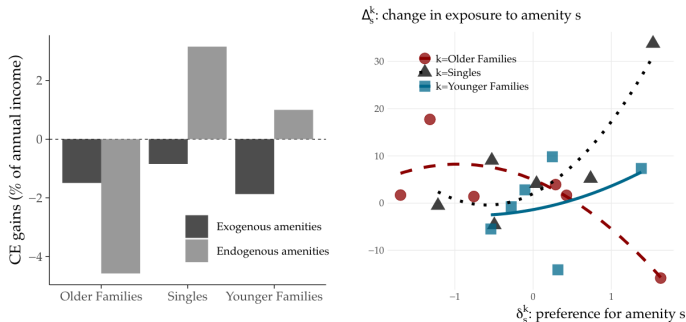 Δₛᵏ: change in exposure to amenity s
CE gains (% of annual income)
2
0
−2
−4
Exogenous amenities
Endogenous amenities
Older Families
Singles
Younger Families
k=Older Families
k=Singles
k=Younger Families
30
20
10
0
−10
−1
0
1
δₛᵏ: preference for amenity s